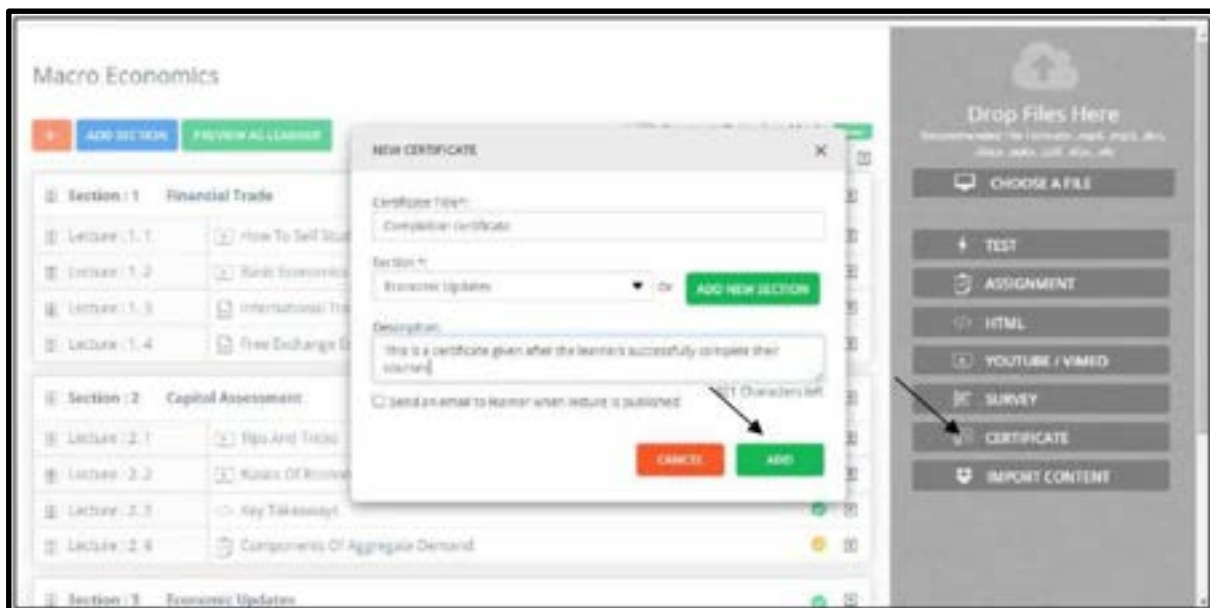 Macro Economics
ADD SECTION
PREVIEW AS LEARNER
Section : 1 Financial Trade
Lecture : 1. 1 How To Self
Lecture : 1. 2 Basic Economics
Lecture : 1. 3 International
Lecture : 1. 4 Free Exchange
Section : 2 Capital Assessment
Lecture : 2. 1 Tips And Tricks
Lecture : 2. 2 Basics Of
Lecture : 2. 3 Key Takeaways
Lecture : 2. Components Of Aggregate Demand
Section : 3 Economic Updates
NEW CERTIFICATE
Certificate Title*:
Completion certificate
Section *:
Economic Updates Or ADD NEW SECTION
Description:
This is a certificate given after the learners successfully complete their
courses
Characters left
Send an email to learner when lecture is published
CANCEL ADD
Drop Files Here
CHOOSE A FILE
TEST
ASSIGNMENT
HTML
YOUTUBE / VIMEO
SURVEY
CERTIFICATE
IMPORT CONTENT